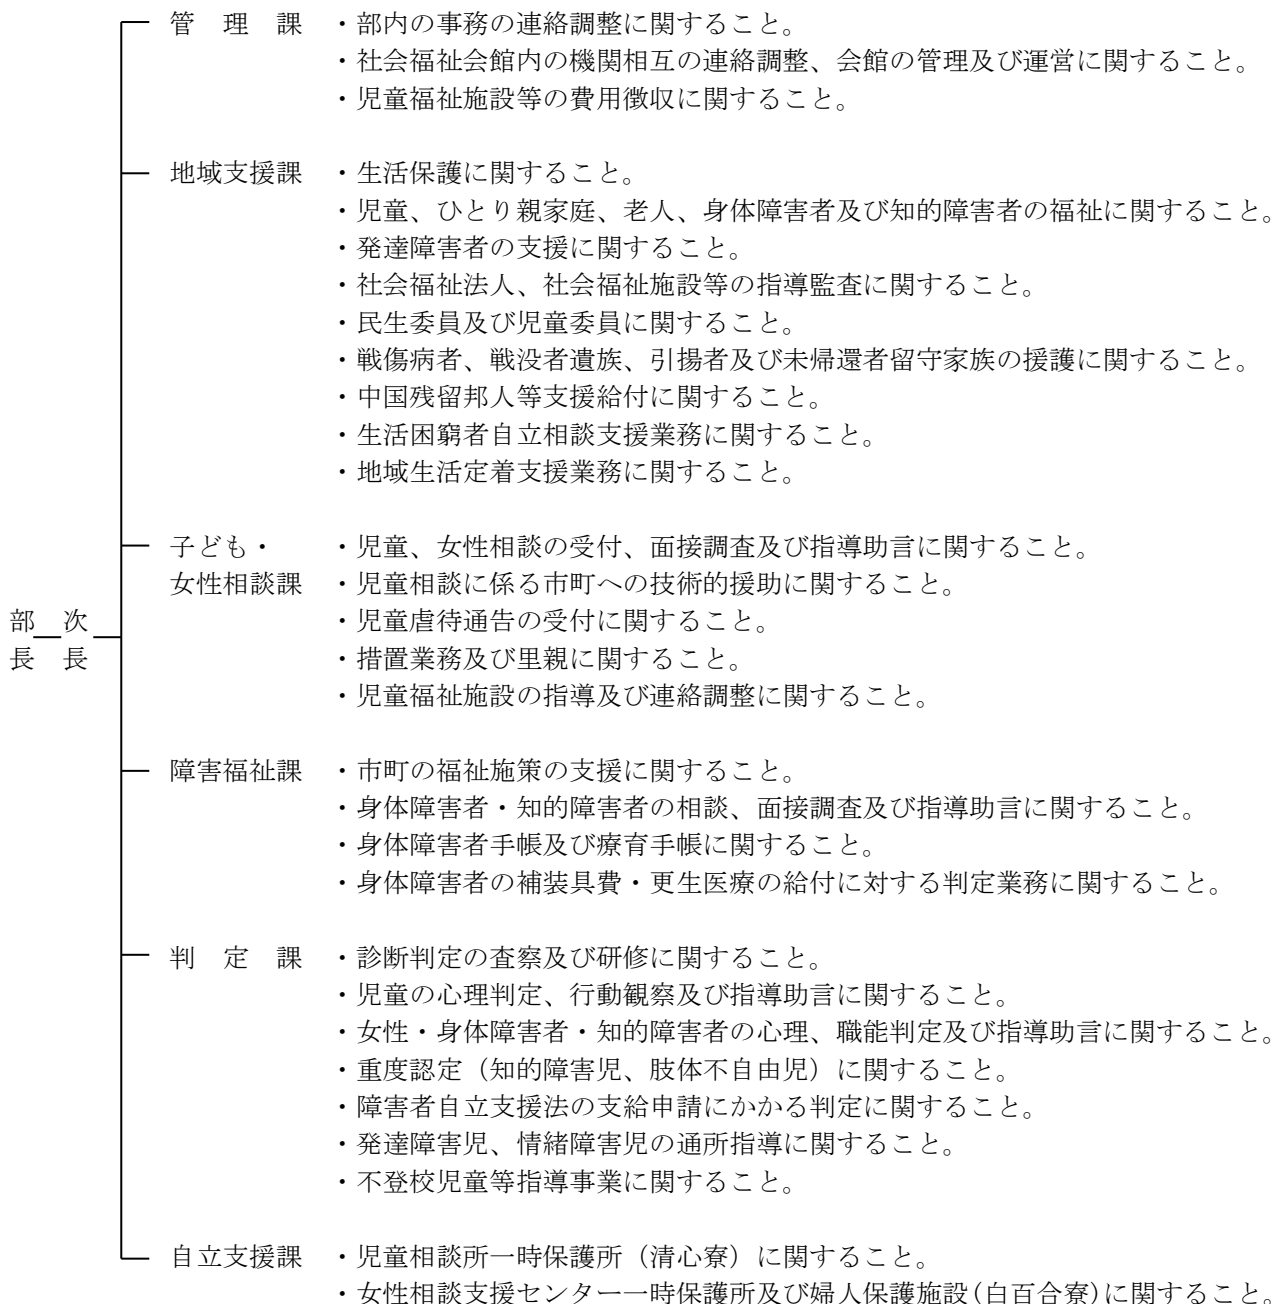 管　理　課　・部内の事務の連絡調整に関すること。
・社会福祉会館内の機関相互の連絡調整、会館の管理及び運営に関すること。
・児童福祉施設等の費用徴収に関すること。
地域支援課　・生活保護に関すること。
・児童、ひとり親家庭、老人、身体障害者及び知的障害者の福祉に関すること。
・発達障害者の支援に関すること。
・社会福祉法人、社会福祉施設等の指導監査に関すること。
・民生委員及び児童委員に関すること。
・戦傷病者、戦没者遺族、引揚者及び未帰還者留守家族の援護に関すること。
・中国残留邦人等支援給付に関すること。
・生活困窮者自立相談支援業務に関すること。
・地域生活定着支援業務に関すること。
子ども・　・児童、女性相談の受付、面接調査及び指導助言に関すること。
女性相談課　・児童相談に係る市町への技術的援助に関すること。
部　次　・児童虐待通告の受付に関すること。
長　長　・措置業務及び里親に関すること。
・児童福祉施設の指導及び連絡調整に関すること。
障害福祉課　・市町の福祉施策の支援に関すること。
・身体障害者・知的障害者の相談、面接調査及び指導助言に関すること。
・身体障害者手帳及び療育手帳に関すること。
・身体障害者の補装具費・更生医療の給付に対する判定業務に関すること。
判　定　課　・診断判定の査察及び研修に関すること。
・児童の心理判定、行動観察及び指導助言に関すること。
・女性・身体障害者・知的障害者の心理、職能判定及び指導助言に関すること。
・重度認定（知的障害児、肢体不自由児）に関すること。
・障害者自立支援法の支給申請にかかる判定に関すること。
・発達障害児、情緒障害児の通所指導に関すること。
・不登校児童等指導事業に関すること。
自立支援課　・児童相談所一時保護所（清心寮）に関すること。
・女性相談支援センター一時保護所及び婦人保護施設(白百合寮)に関すること。